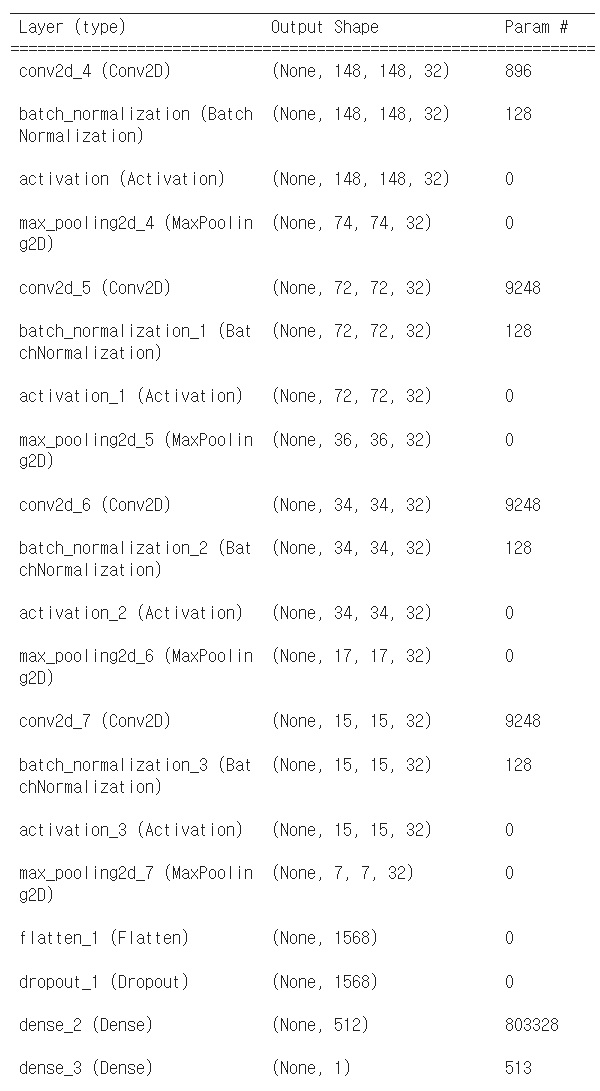 Layer (type) Output Shape Param #
=================================================================
conv2d_4 (Conv2D) (None, 148, 148, 32) 896
batch_normalization (Batch (None, 148, 148, 32) 128
Normalization)
activation (Activation) (None, 148, 148, 32) 0
max_pooling2d_4 (MaxPoolin (None, 74, 74, 32) 0
g2D)
conv2d_5 (Conv2D) (None, 72, 72, 32) 9248
batch_normalization_1 (Bat (None, 72, 72, 32) 128
chNormalization)
activation_1 (Activation) (None, 72, 72, 32) 0
max_pooling2d_5 (MaxPoolin (None, 36, 36, 32) 0
g2D)
conv2d_6 (Conv2D) (None, 34, 34, 32) 9248
batch_normalization_2 (Bat (None, 34, 34, 32) 128
chNormalization)
activation_2 (Activation) (None, 34, 34, 32) 0
max_pooling2d_6 (MaxPoolin (None, 17, 17, 32) 0
g2D)
conv2d_7 (Conv2D) (None, 15, 15, 32) 9248
batch_normalization_3 (Bat (None, 15, 15, 32) 128
chNormalization)
activation_3 (Activation) (None, 15, 15, 32) 0
max_pooling2d_7 (MaxPoolin (None, 7, 7, 32) 0
g2D)
flatten_1 (Flatten) (None, 1568) 0
dropout_1 (Dropout) (None, 1568) 0
dense_2 (Dense) (None, 512) 803328
dense_3 (Dense) (None, 1) 513